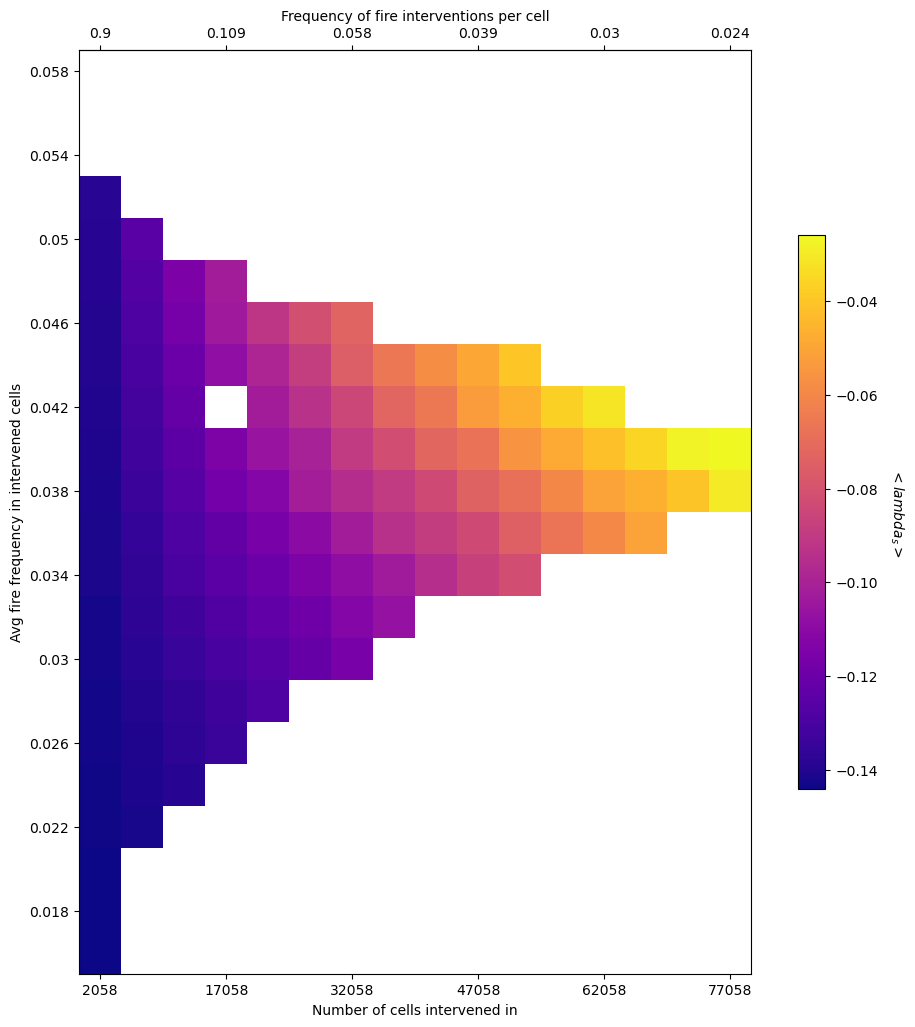 Frequency of fire interventions per cell
0.9 0.109 0.058 0.039 0.03 0.024
0.058
0.054
0.05
0.046
0.042
0.038
0.034
0.03
0.026
0.022
0.018
Avg fire frequency in intervened cells
2058 17058 32058 47058 62058 77058
Number of cells intervened in
−0.04
−0.06
−0.08
−0.10
−0.12
−0.14
< lambda_s >